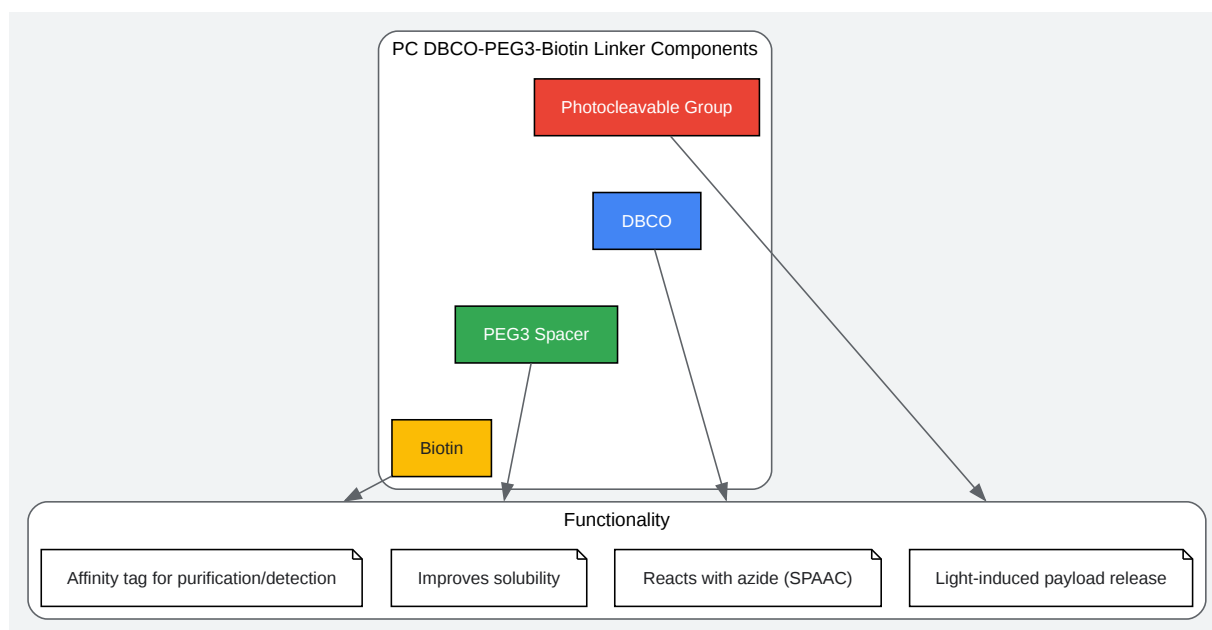 PC DBCO-PEG3-Biotin Linker Components
Photocleavable Group
DBCO
PEG3 Spacer
Biotin
Functionality
Affinity tag for purification/detection
Improves solubility
Reacts with azide (SPAAC)
Light-induced payload release